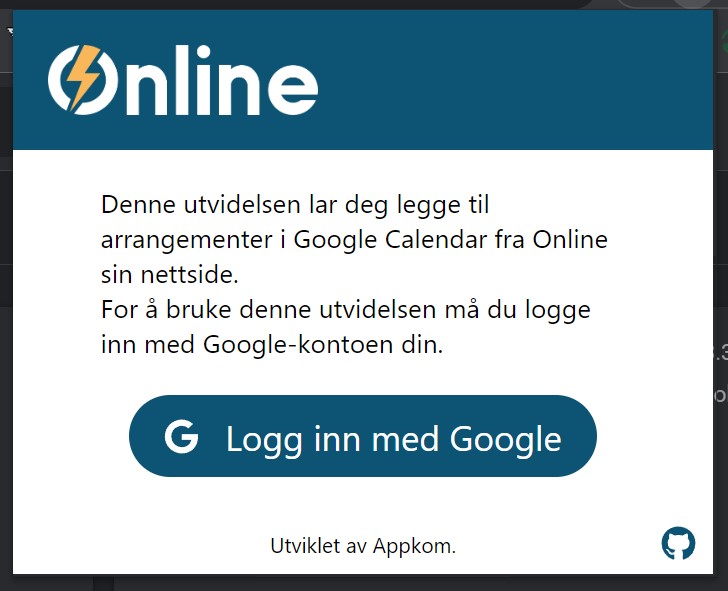 Online
Denne utvidelsen lar deg legge til
arrangementer i Google Calendar fra Online
sin nettside.
For å bruke denne utvidelsen må du logge
inn med Google-kontoen din.
G Logg inn med Google
Utviklet av Appkom.